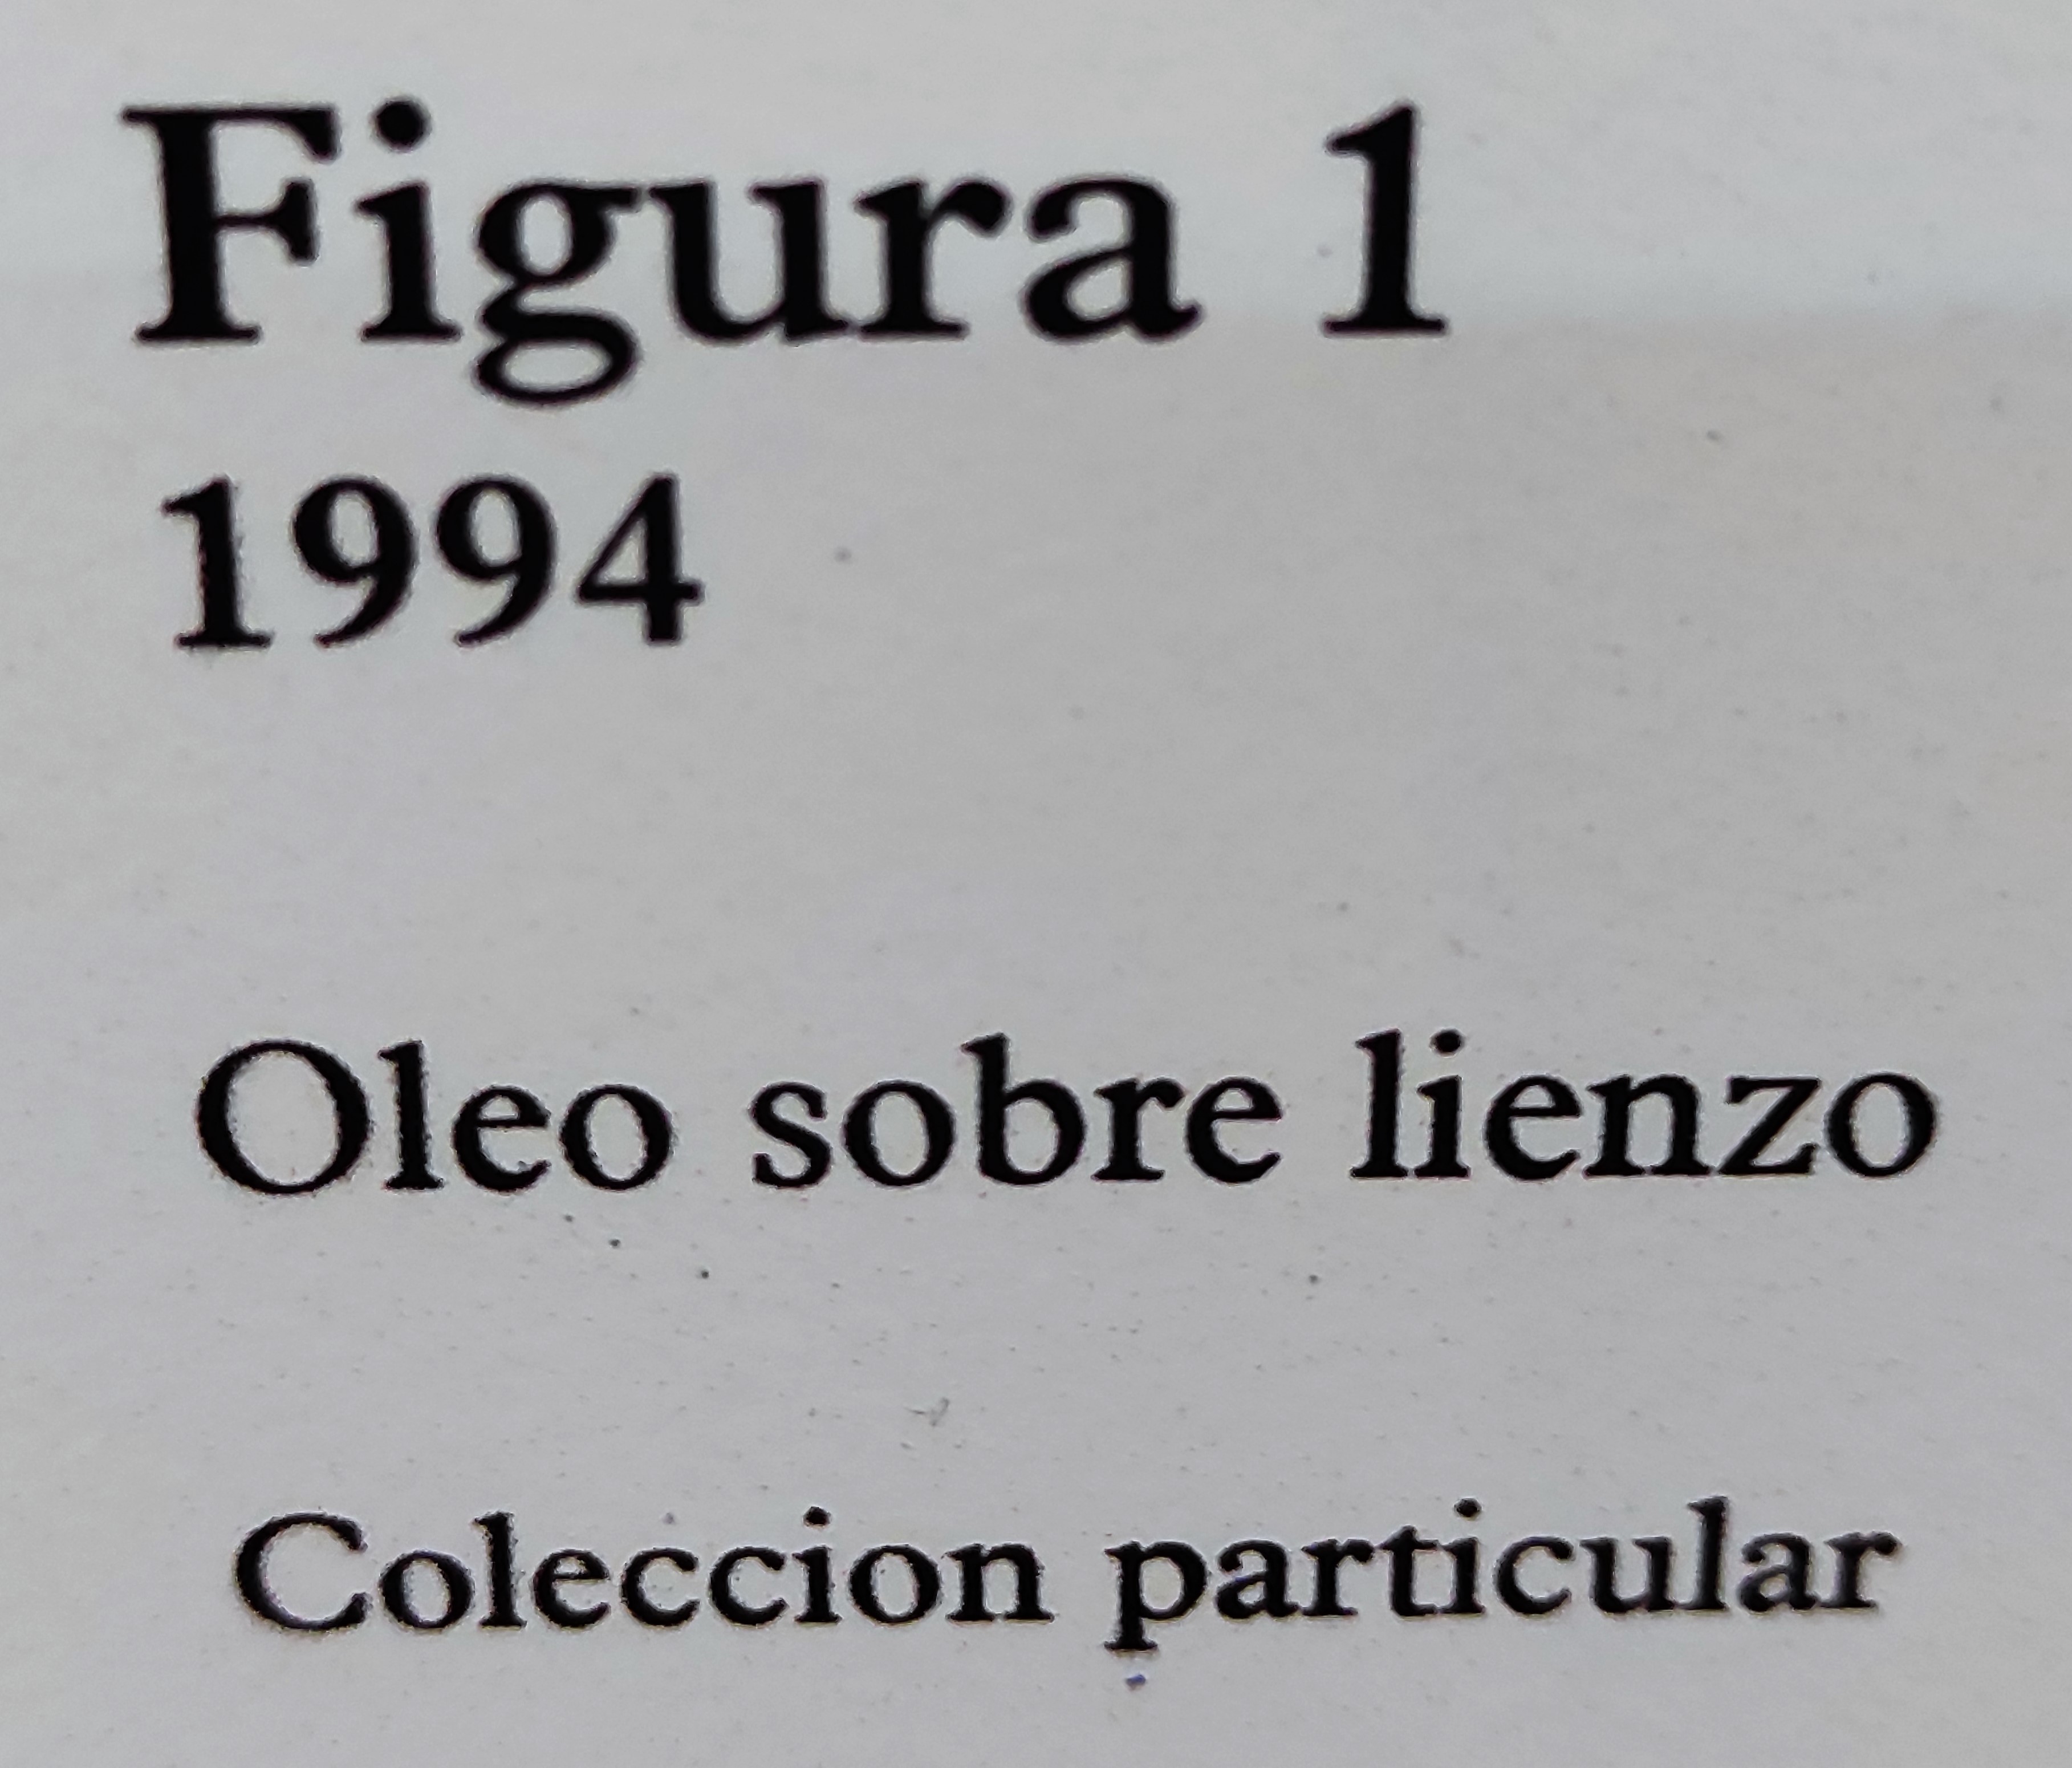 Figura 1
1994
Oleo sobre lienzo
Coleccion particular